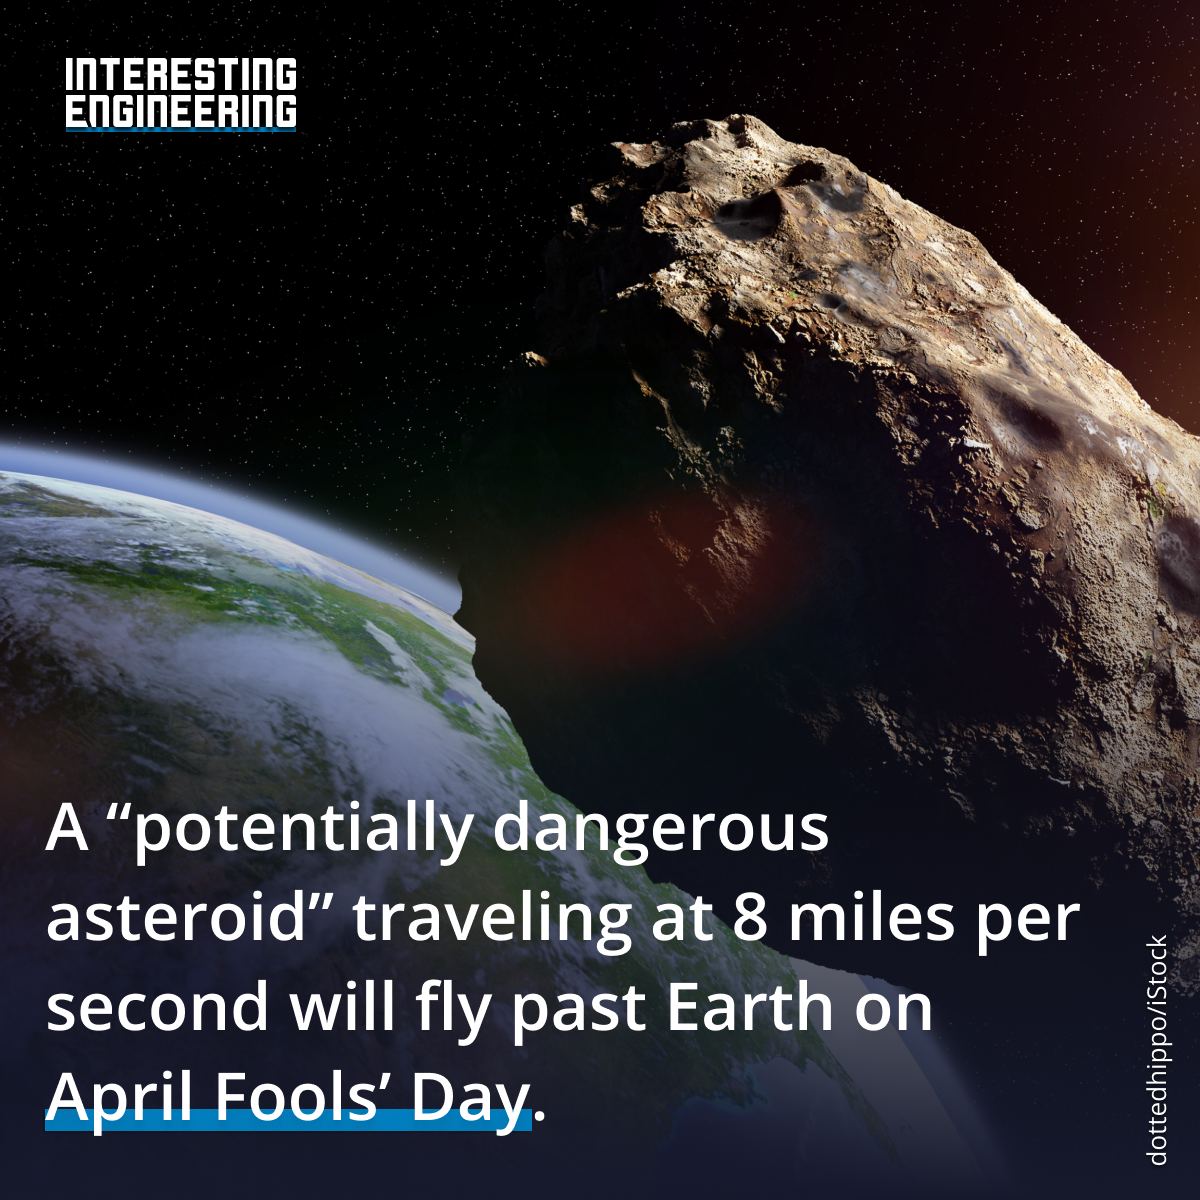 INTERESTING
ENGINEERING
A “potentially dangerous
asteroid” traveling at 8 miles per
second will fly past Earth on
April Fools’ Day.
dottedhippo/iStock